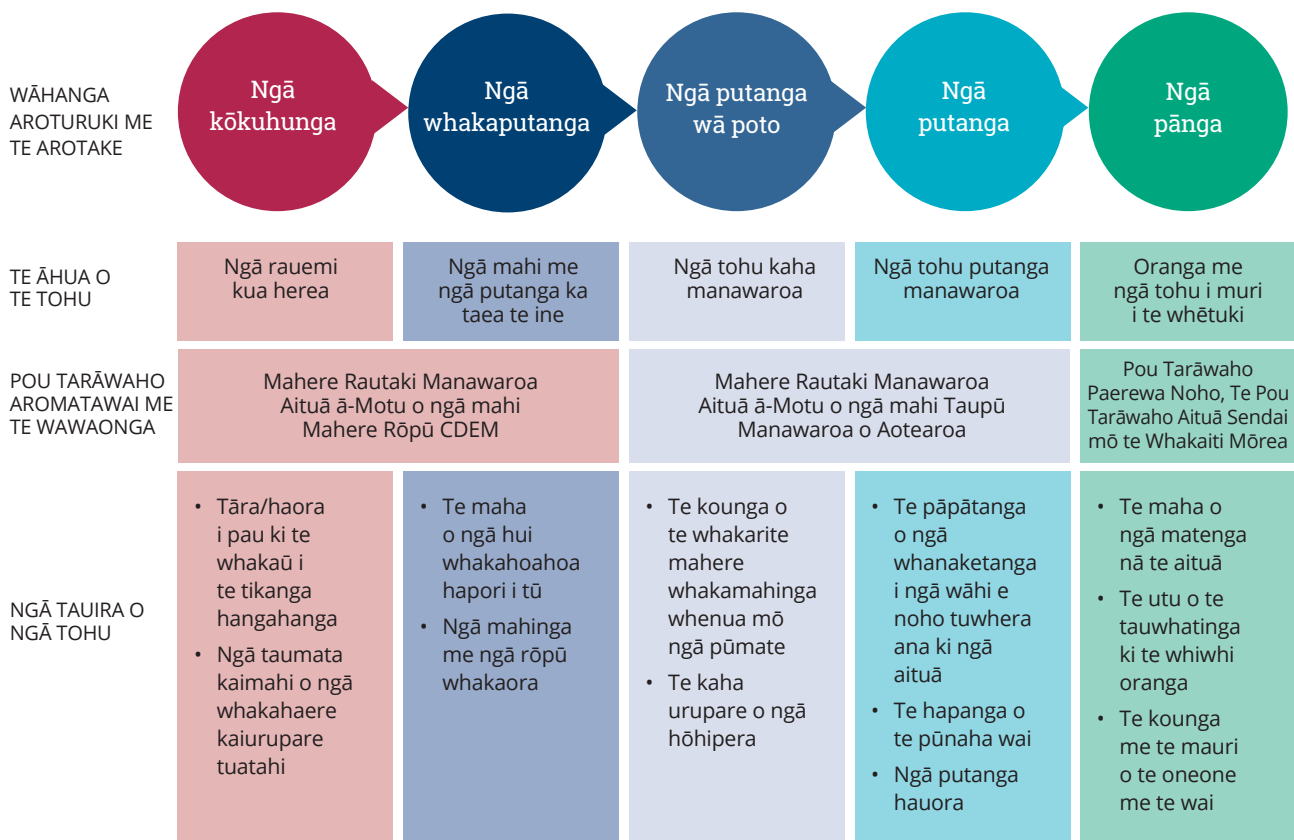 WĀHANGA
AROTURUKI ME
TE AROTAKE
Ngā
kōkuhunga
Ngā
whakaputanga
Ngā putanga
wā poto
Ngā
putanga
Ngā
pānga
TE ĀHUA O
TE TOHU
Ngā rauemi
kua herea
Ngā mahi me
ngā putanga ka
taea te ine
Ngā tohu kaha
manawaroa
Ngā tohu putanga
manawaroa
Oranga me
ngā tohu i muri
i te whētuki
POU TARĀWAHO
AROMATAWAI ME
TE WAWAONGA
Mahere Rautaki Manawaroa
Aituā ā-Motu o ngā mahi
Mahere Rōpū CDEM
Mahere Rautaki Manawaroa
Aituā ā-Motu o ngā mahi Taupū
Manawaroa o Aotearoa
Pou Tarāwaho
Paerewa Noho, Te Pou
Tarāwaho Aituā Sendai
mō te Whakaiti Mōrea
NGĀ TAUIRA O
NGĀ TOHU
• Tāra/haora
i pau ki te
whakaū i
te tikanga
hangahanga
• Ngā taumata
kaimahi o ngā
whakahaere
kaiurupare
tuatahi
• Te maha
o ngā hui
whakahoahoa
hapori i tū
• Ngā mahinga
me ngā rōpū
whakaora
• Te kounga o
te whakarite
mahere
whakamahinga
whenua mō
ngā pūmate
• Te kaha
urupare o ngā
hōhipera
• Te pāpātanga
o ngā
whanaketanga
i ngā wāhi e
noho tuwhera
ana ki ngā
aituā
• Te hapanga o
te pūnaha wai
• Ngā putanga
hauora
• Te maha o
ngā matenga
nā te aituā
• Te utu o te
tauwhatinga
ki te whiwhi
oranga
• Te kounga
me te mauri
o te oneone
me te wai